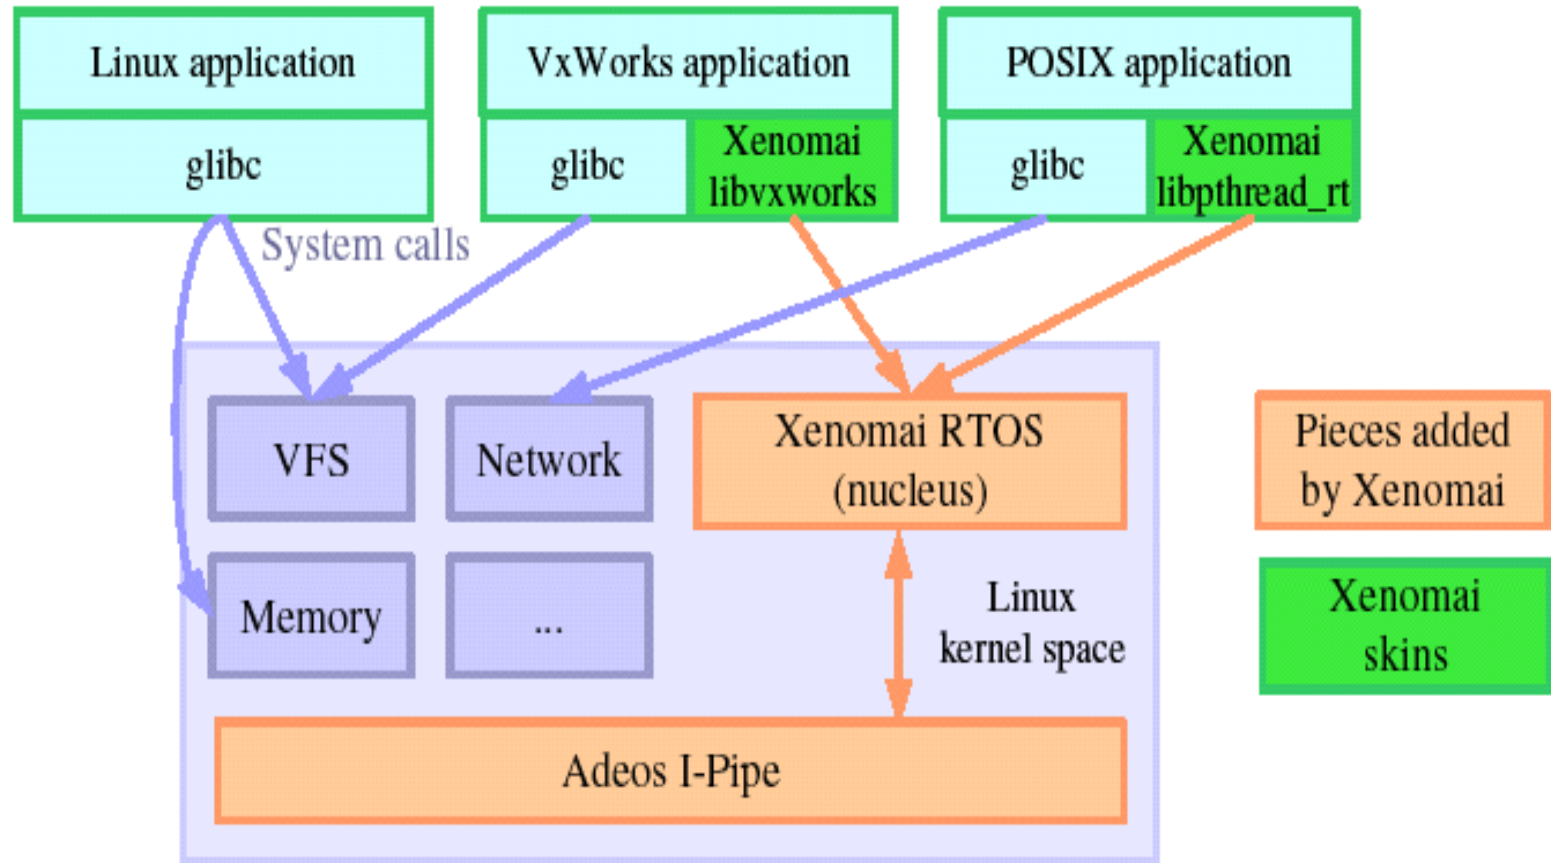 Linux application
glibc
VxWorks application
glibc
Xenomai
libvxworks
POSIX application
glibc
Xenomai
libpthread_rt
System calls
VFS
Network
Xenomai RTOS
(nucleus)
Memory
...
Linux
kernel space
Adeos I-Pipe
Pieces added
by Xenomai
Xenomai
skins